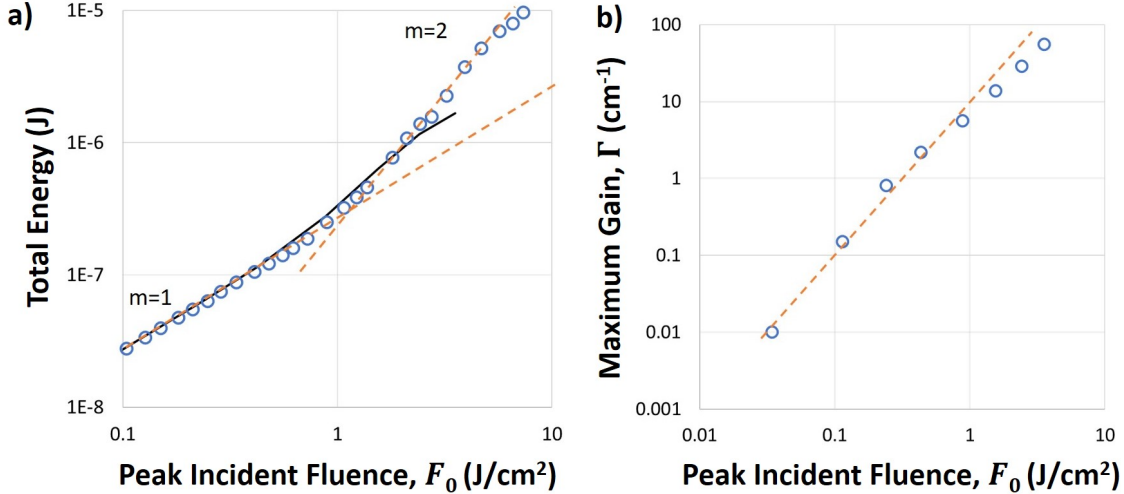 a)
Total Energy (J)
1E-5
1E-6
1E-7
1E-8
m=2
m=1
0.1
1
10
Peak Incident Fluence, F₀ (J/cm²)
b)
Maximum Gain, Γ (cm⁻¹)
100
10
1
0.1
0.01
0.001
0.01
0.1
1
10
Peak Incident Fluence, F₀ (J/cm²)